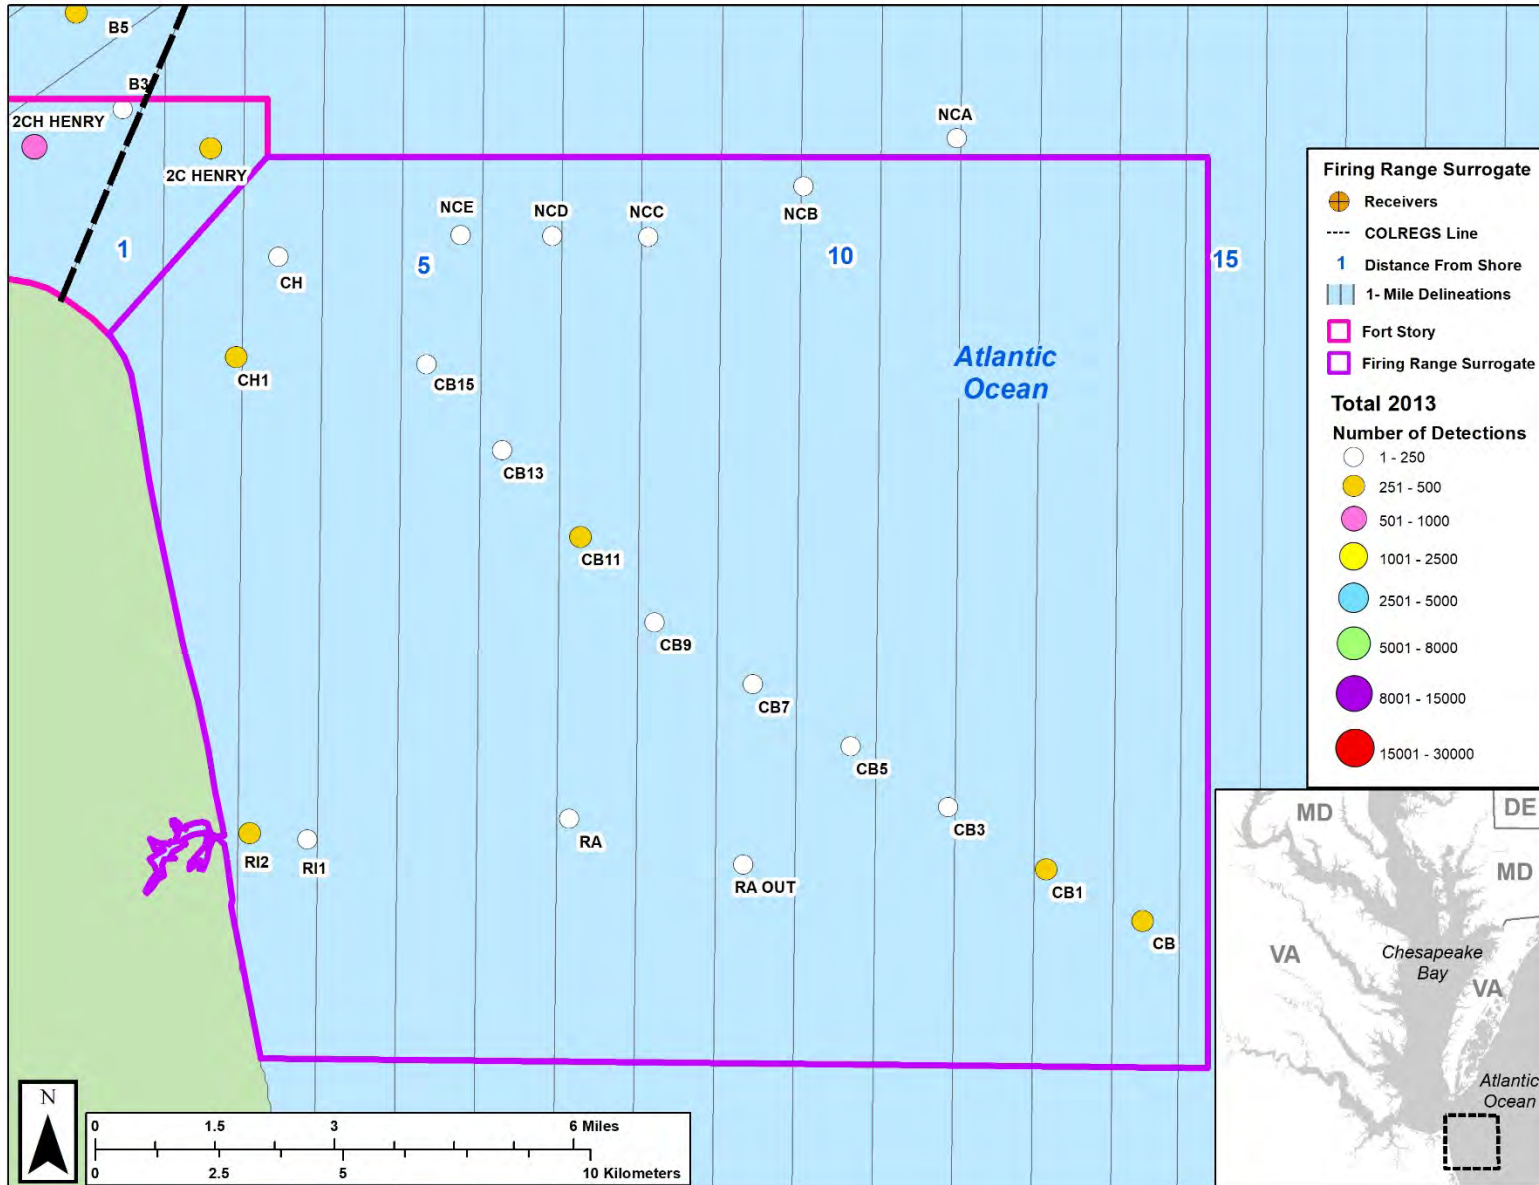 B5
B3
2CH HENRY
2C HENRY
NCA
NCB
NCE
NCD
NCC
1
5
10
15
CH
CH1
CB15
Atlantic
Ocean
CB13
CB11
CB9
CB7
CB5
CB3
RA
RA OUT
RI2
RI1
CB1
CB
Firing Range Surrogate
Receivers
COLREGS Line
1 Distance From Shore
1- Mile Delineations
Fort Story
Firing Range Surrogate
Total 2013
Number of Detections
1 - 250
251 - 500
501 - 1000
1001 - 2500
2501 - 5000
5001 - 8000
8001 - 15000
15001 - 30000
MD
DE
MD
VA
Chesapeake
Bay
VA
Atlantic
Ocean
N
0 1.5 3 6 Miles
0 2.5 5 10 Kilometers